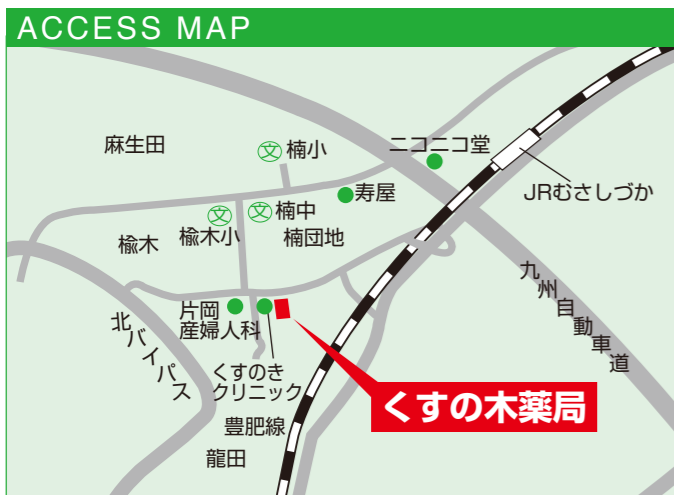 ACCESS MAP
麻生田
㊛楠小
ニコニコ堂
寿屋
JRむさしづか
楡木
楡木小
楠中
楠団地
九州自動車道
北バイパス
片岡
産婦人科
くすのき
クリニック
くすの木薬局
豊肥線
龍田